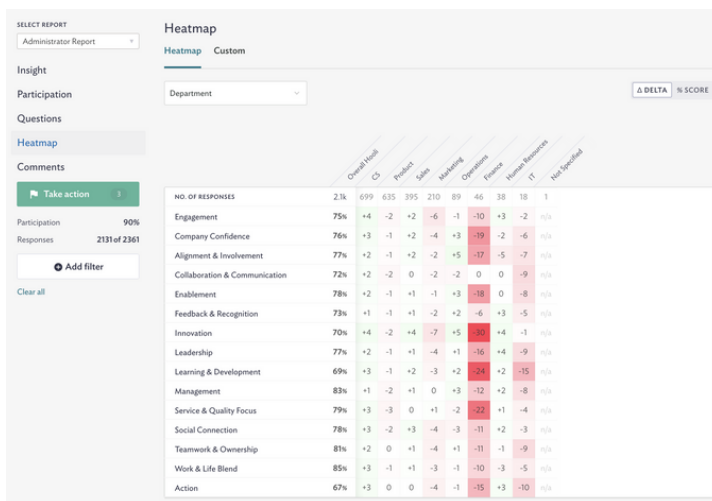 SELECT REPORT
Administrator Report
Insight
Participation
Questions
Heatmap
Comments
Take action 3
Participation 90%
Responses 2131 of 2361
Add filter
Clear all
Heatmap
Heatmap Custom
Department
Δ DELTA % SCORE
Overall Hooli CS Product Sales Marketing Operations Finance Human Resources IT Not Specified
NO. OF RESPONSES 2.1k 699 635 395 210 89 46 38 18 1
Engagement 75% +4 -2 +2 -6 -1 -10 +3 -2 n/a
Company Confidence 76% +3 -1 +2 -4 +3 -19 -2 -6 n/a
Alignment & Involvement 77% +2 -1 +2 -2 +5 -17 -5 -7 n/a
Collaboration & Communication 72% +2 -2 0 -2 -2 0 0 -9 n/a
Enablement 78% +2 -1 +1 -1 +3 -18 0 -8 n/a
Feedback & Recognition 73% +1 -1 +1 -2 +2 -6 +3 -5 n/a
Innovation 70% +4 -2 +4 -7 +5 -30 +4 -1 n/a
Leadership 77% +2 -1 +1 -4 +1 -16 +4 -9 n/a
Learning & Development 69% +3 -1 +2 -3 +2 -24 +2 -15 n/a
Management 83% +1 -2 +1 0 +3 -12 +2 -8 n/a
Service & Quality Focus 79% +3 -3 0 +1 -2 -22 +1 -4 n/a
Social Connection 78% +3 -2 +3 -4 -3 -11 +2 -3 n/a
Teamwork & Ownership 81% +2 0 +1 -4 +1 -11 -1 -9 n/a
Work & Life Blend 85% +3 -1 +1 -3 -1 -10 -3 -5 n/a
Action 67% +3 0 0 -4 -1 -15 +3 -10 n/a